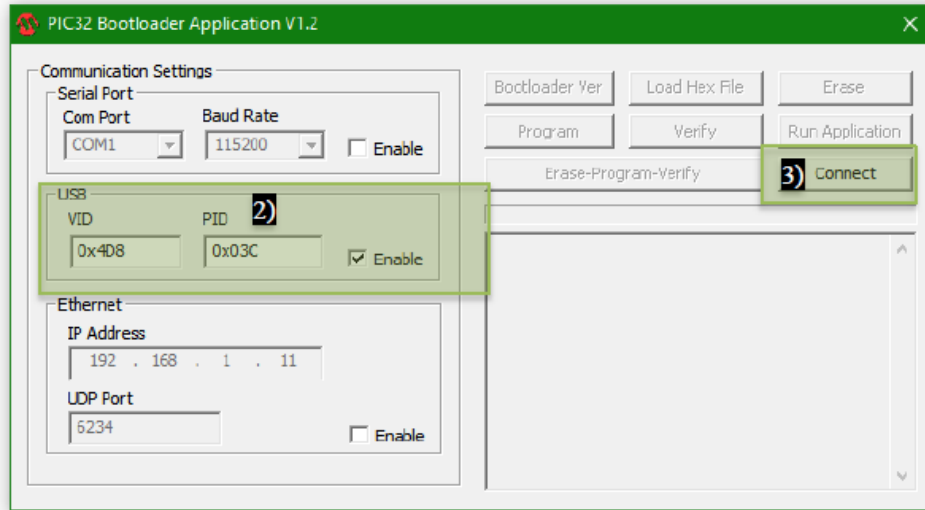 PIC32 Bootloader Application V1.2
Communication Settings
Serial Port
Com Port Baud Rate
COM1 115200 Enable
USB 2)
VID PID
0x4D8 0x03C Enable
Ethernet
IP Address
192 . 168 . 1 . 11
UDP Port
6234 Enable
Bootloader Ver Load Hex File Erase
Program Verify Run Application
Erase-Program-Verify 3) Connect